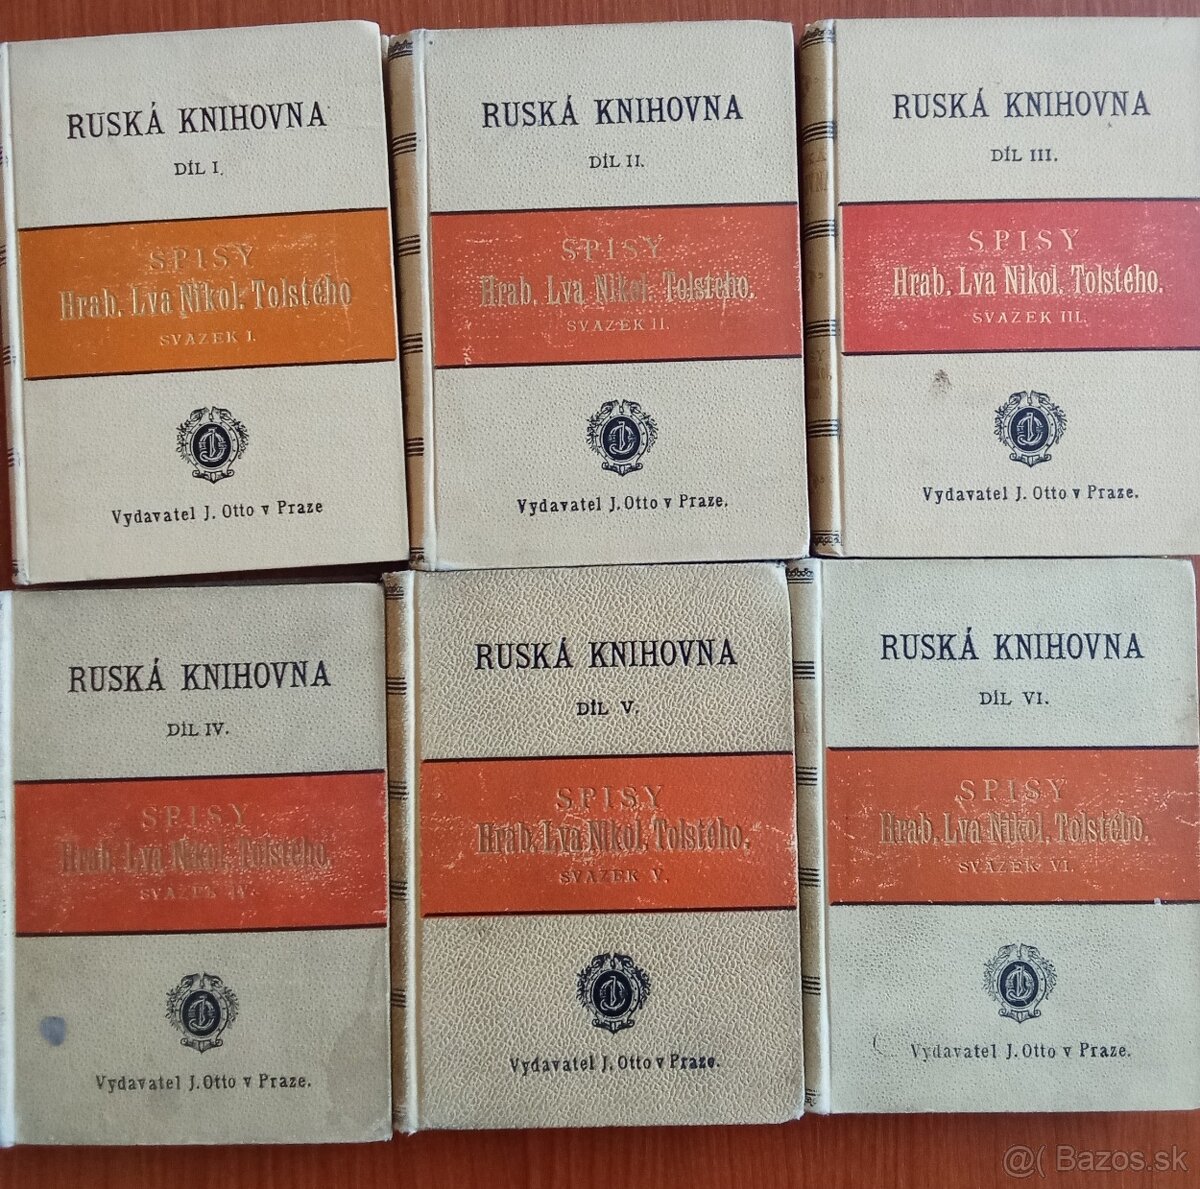 RUSKÁ KNIHOVNA
DÍL I.
SPISY
Hrab. Lva Nikol. Tolstého
SVAZEK I.
Vydavatel J. Otto v Praze
RUSKÁ KNIHOVNA
DÍL II.
SPISY
Hrab. Lva Nikol. Tolstého.
SVAZEK II.
Vydavatel J. Otto v Praze.
RUSKÁ KNIHOVNA
DÍL III.
SPISY
Hrab. Lva Nikol. Tolstého.
SVAZEK III.
Vydavatel J. Otto v Praze.
RUSKÁ KNIHOVNA
DÍL IV.
SPISY
Hrab. Lva Nikol. Tolstého.
SVAZEK IV.
Vydavatel J. Otto v Praze.
RUSKÁ KNIHOVNA
DÍL V.
SPISY
Hrab. Lva Nikol. Tolstého.
SVAZEK V.
Vydavatel J. Otto v Praze.
RUSKÁ KNIHOVNA
DÍL VI.
SPISY
Hrab. Lva Nikol. Tolstého.
SVAZEK VI.
Vydavatel J. Otto v Praze.
@( Bazos.sk